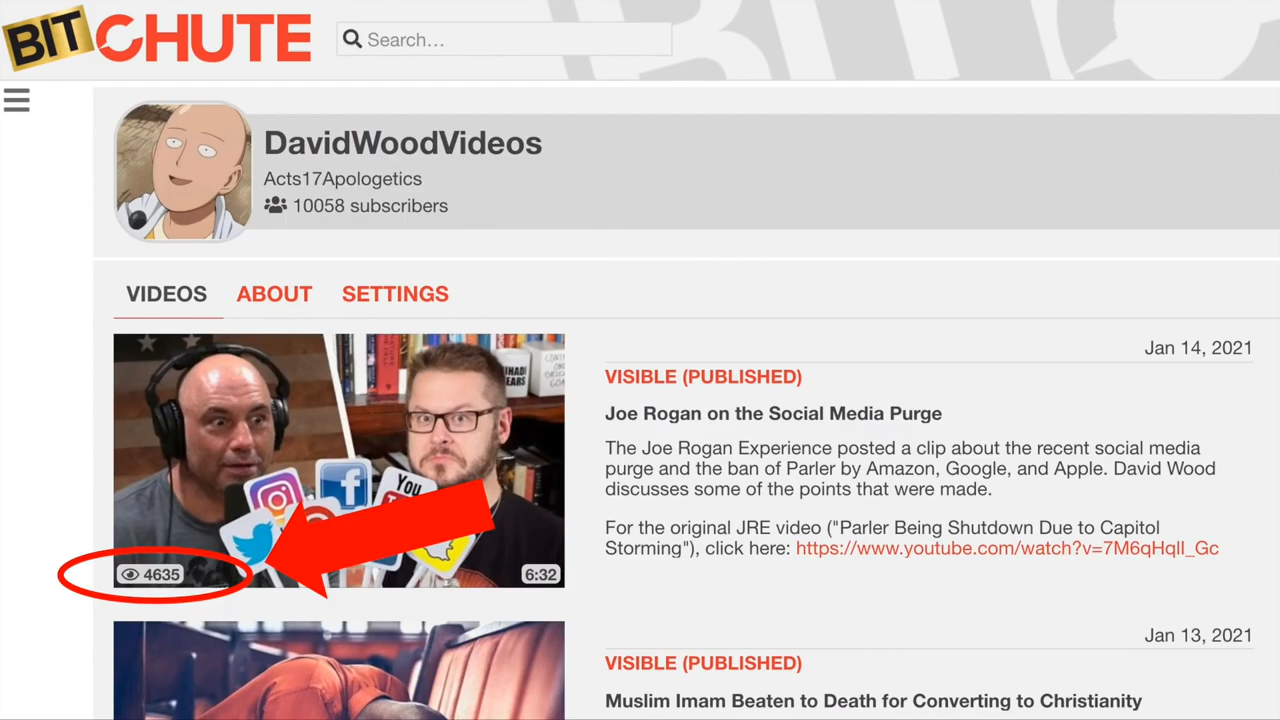 BIT CHUTE
Search...
DavidWoodVideos
Acts17Apologetics
10058 subscribers
VIDEOS ABOUT SETTINGS
You
4635
6:32
Jan 14, 2021
VISIBLE (PUBLISHED)
Joe Rogan on the Social Media Purge
The Joe Rogan Experience posted a clip about the recent social media
purge and the ban of Parler by Amazon, Google, and Apple. David Wood
discusses some of the points that were made.
For the original JRE video ("Parler Being Shutdown Due to Capitol
Storming"), click here: https://www.youtube.com/watch?v=7M6qHqlI_Gc
Jan 13, 2021
VISIBLE (PUBLISHED)
Muslim Imam Beaten to Death for Converting to Christianity